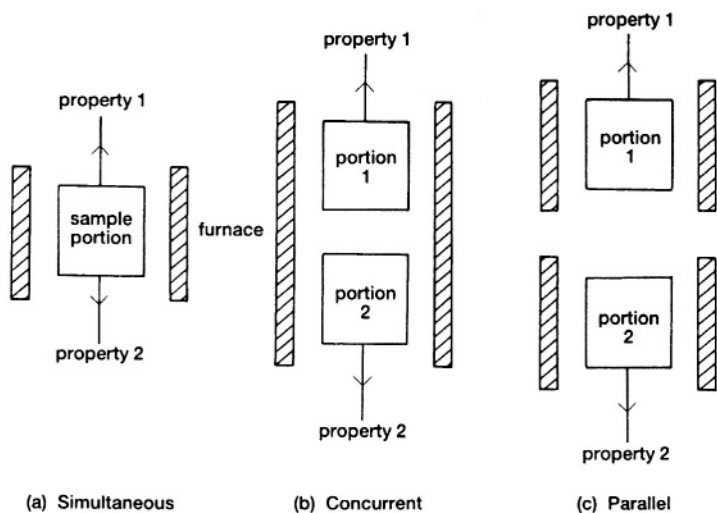 property 1
sample
portion
property 2
furnace
property 1
portion
1
portion
2
property 2
property 1
portion
1
portion
2
property 2
(a) Simultaneous
(b) Concurrent
(c) Parallel